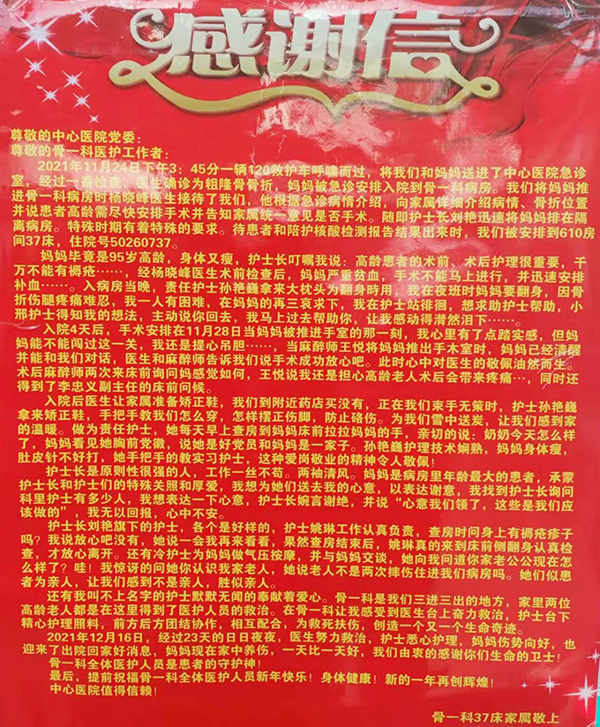 感谢信
尊敬的中心医院党委：
尊敬的骨一科医护工作者：
2021年11月24日下午3：45分一辆120救护车呼啸而过，将我们和妈妈送进了中心医院急诊
室，经过一番检查，医生确诊为粗隆骨骨折，妈妈被急诊安排入院到骨一科病房。我们将妈妈推
进骨一科病房时杨晓峰医生接待了我们，他根据急诊病情介绍，向家属详细介绍病情、骨折位置
并说患者高龄需尽快安排手术并告知家属统一意见是否手术。随即护士长刘艳迅速将妈妈排在隔
离病房。特殊时期有着特殊的要求。待患者和陪护核酸检测报告结果出来时，我们被安排到610房
间37床，住院号50260737。
妈妈毕竟是95岁高龄，身体又瘦，护士长叮嘱我说：高龄患者的术前、术后护理很重要，千
万不能有褥疮……，经杨晓峰医生术前检查后，妈妈严重贫血，手术不能马上进行，并迅速安排
补血……。入病房当晚，责任护士孙艳巍拿来大枕头为翻身时用，我在夜班时妈妈要翻身，因骨
折伤腿疼痛难忍，我一人有困难，在妈妈的再三哀求下，我在护士站徘徊，想求助护士帮助，小
邢护士得知我的想法，主动说你回去，我马上过去帮助你，让我感动得潸然泪下……。
入院4天后，手术安排在11月28日当妈妈被推进手室的那一刻，我心里有了点踏实感，但妈
妈能不能闯过这一关，我还是提心吊胆……，当麻醉师王悦将妈妈推出手木室时，妈妈已经清醒
并能和我们对话，医生和麻醉师告诉我们说手术成功放心吧。此时心中对医生的敬佩油然而生。
术后麻醉师两次来床前询问妈感觉如何，王悦说我还是担心高龄老人术后会带来疼痛…，同时还
得到了李忠义副主任的床前问候。
入院后医生让家属准备矫正鞋，我们到附近药店买没有，正在我们束手无策时，护士孙艳巍
拿来矫正鞋，手把手教我们怎么穿，怎样摆正伤脚，防止硌伤。为我们雪中送炭，让我们感到家
的温暖。做为责任护士，她每天早上查房到妈妈床前拉拉妈妈的手，亲切的说：奶奶今天怎么样
了，妈妈看见她胸前党徽，说她是好党员和妈妈是一家子。孙艳巍护理技术娴熟，妈妈身体瘦，
肚皮针不好打，她手把手的教实习护士，这种爱岗敬业的精神令人敬佩！
护士长是原则性很强的人，工作一丝不苟。两袖清风。妈妈是病房里年龄最大的患者，承蒙
护士长和护士们的特殊关照和厚爱，我想为她们送去我的心意，以表达谢意，我找到护士长询问
科里护士有多少人，我想表达一下心意，护士长婉言谢绝，并说“心意我们领了，这些是我们应
该做的”，我无以回报，心中不安。
护士长刘艳旗下的护士，各个是好样的，护士姚琳工作认真负责，查房时问身上有褥疮疹子
吗？我说放心吧没有，她说一会我再来看看，果然查房结束后，姚琳真的来到床前侧翻身认真检
查，才放心离开。还有冷护士为妈妈做气压按摩，并与妈妈交谈，她向我问道你家老公公现在怎
么样了？哇！我惊讶的问她你认识我家老人，她说老人不是两次摔伤住进我们病房吗。她们似患
者为亲人，让我们感到不是亲人，胜似亲人。
还有我叫不上名字的护士默默无闻的奉献着爱心。骨一科是我们三进三出的地方，家里两位
高龄老人都是在这里得到了医护人员的救治。在骨一科让我感受到医生台上奋力救治，护士台下
精心护理照料，前方后方团结协作，相互配合，为救死扶伤，创造一个又一个生命奇迹。
2021年12月16日，经过23天的日日夜夜，医生努力救治，护士悉心护理，妈妈伤势向好，也
迎来了出院回家好消息，妈妈现在家中养伤，一天比一天好，我们由衷的感谢你们生命的卫士！
骨一科全体医护人员是患者的守护神！
最后，提前祝福骨一科全体医护人员新年快乐！身体健康！新的一年再创辉煌！
中心医院值得信赖！
骨一科37床家属敬上